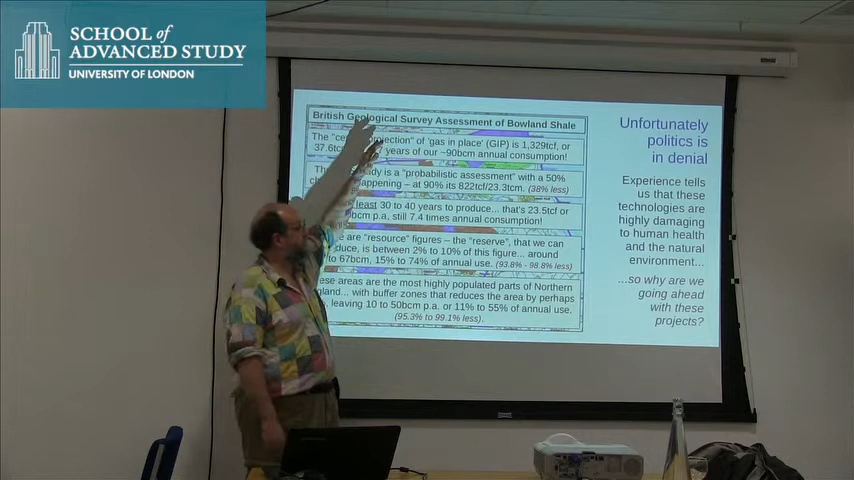 SCHOOL of
ADVANCED STUDY
UNIVERSITY OF LONDON
British Geological Survey Assessment of Bowland Shale
The "ce projection" of 'gas in place' (GIP) is 1,329tcf, or
37.6tc years of our ~90bcm annual consumption!
Th dy is a "probabilistic assessment" with a 50%
ch appening – at 90% its 822tcf/23.3tcm. (38% less)
least 30 to 40 years to produce... that's 23.5tcf or
bcm p.a, still 7.4 times annual consumption!
e are "resource" figures – the "reserve", that we can
duce, is between 2% to 10% of this figure... around
to 67bcm, 15% to 74% of annual use. (93.8% - 98.8% less)
ese areas are the most highly populated parts of Northern
gland... with buffer zones that reduces the area by perhaps
leaving 10 to 50bcm p.a. or 11% to 55% of annual use.
(95.3% to 99.1% less).
Unfortunately
politics is
in denial
Experience tells
us that these
technologies are
highly damaging
to human health
and the natural
environment...
...so why are we
going ahead
with these
projects?